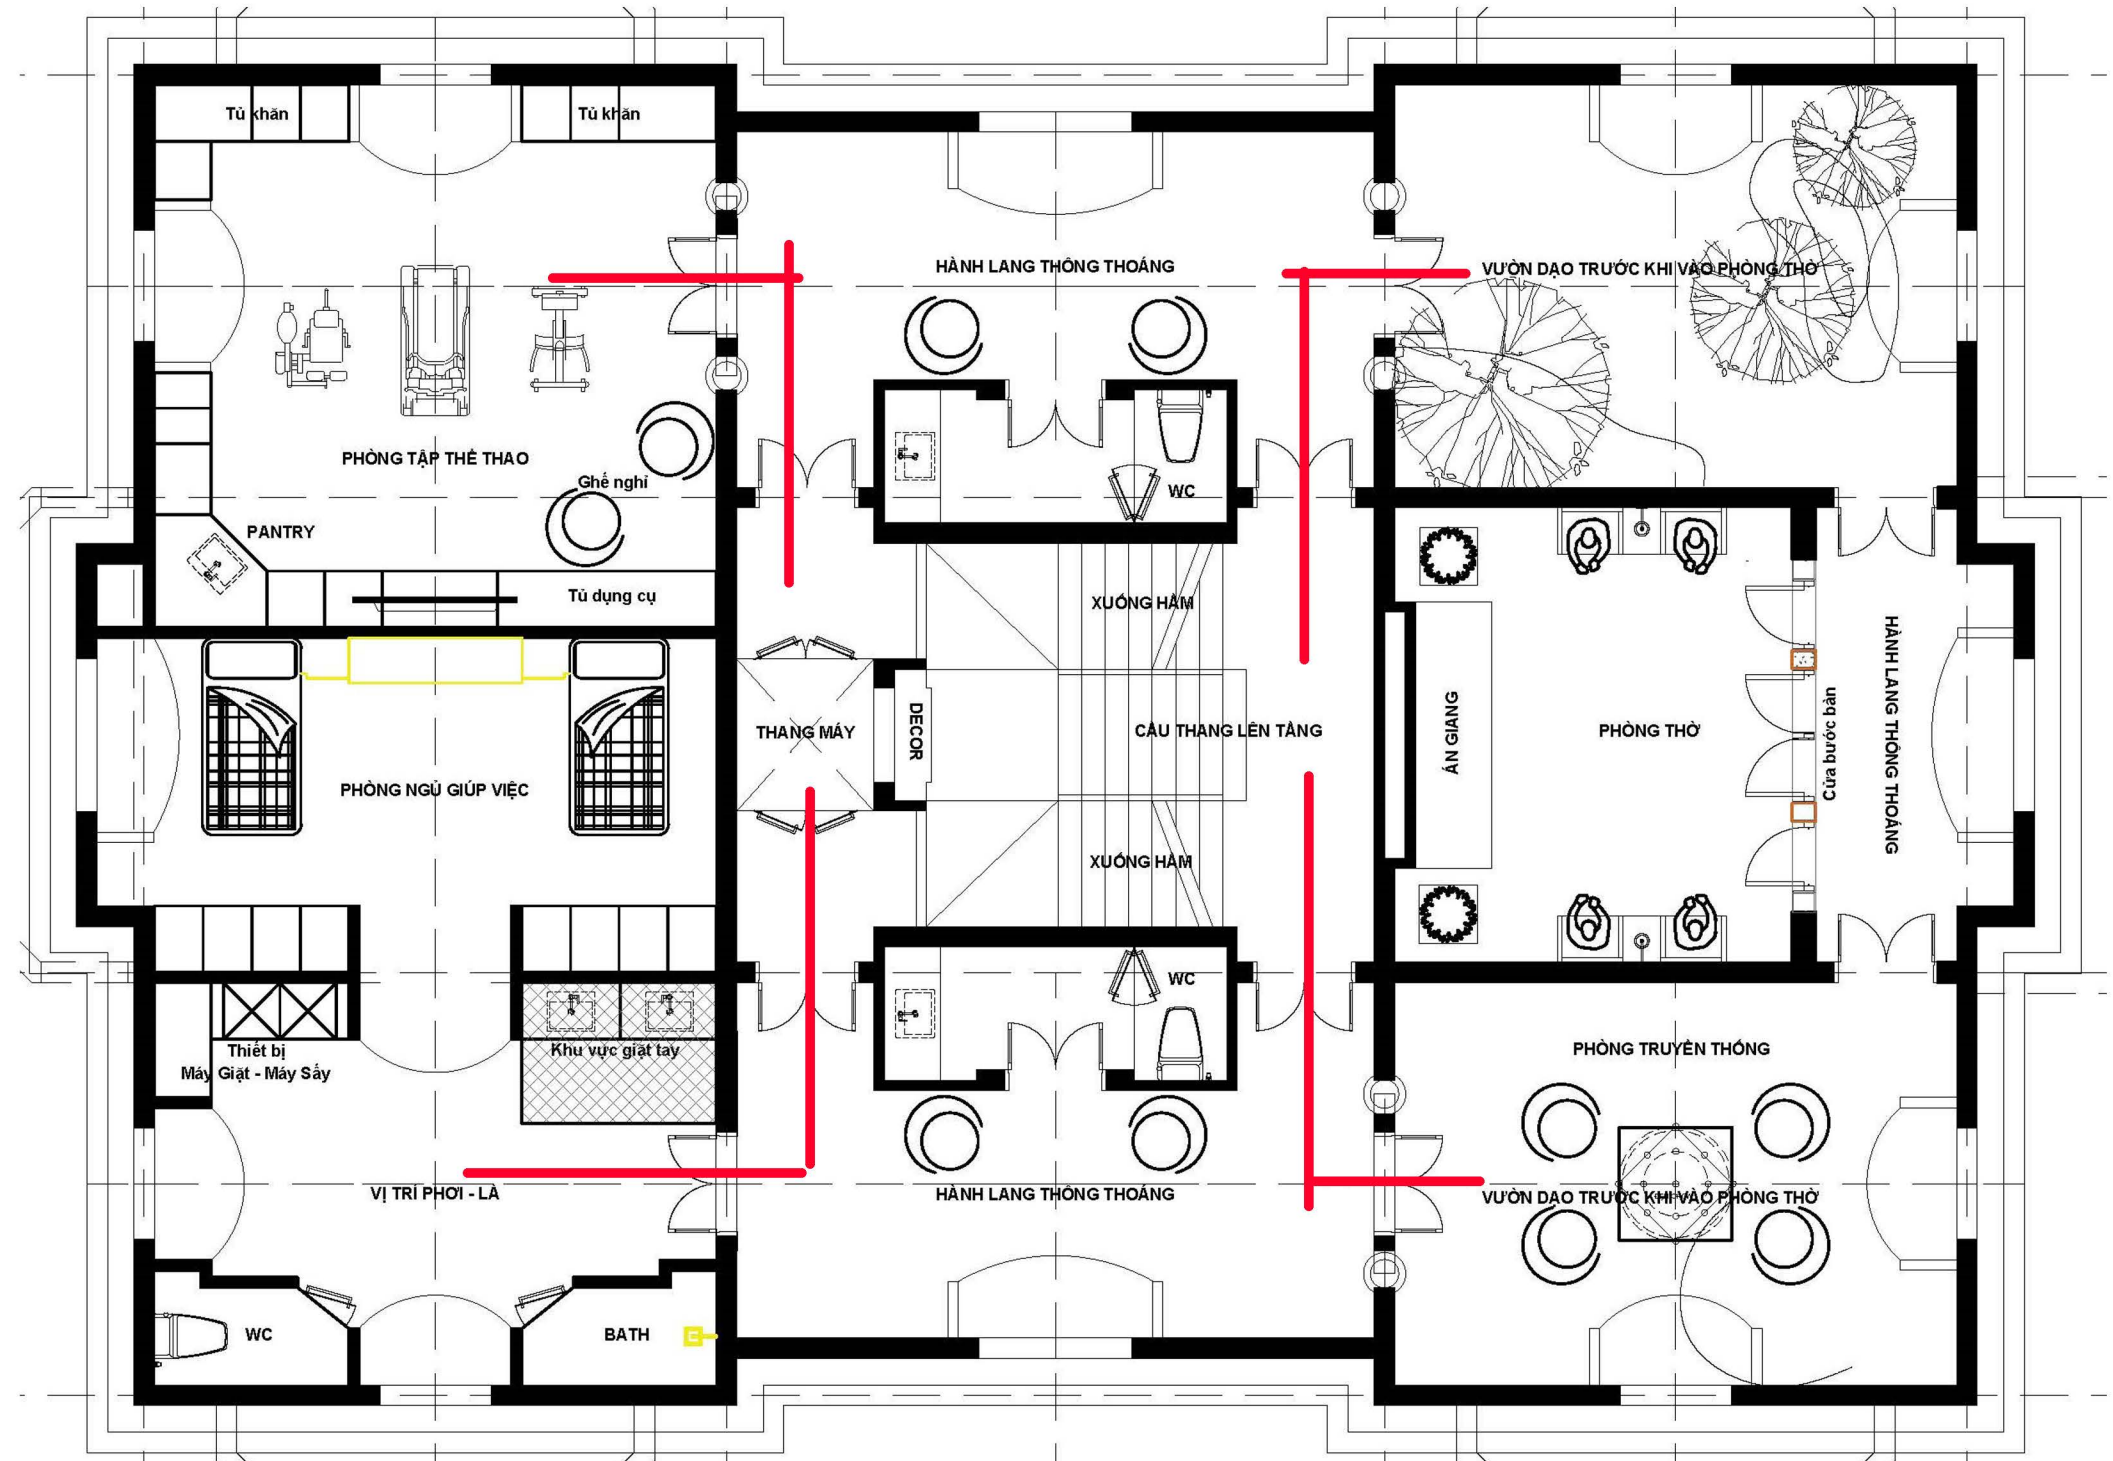 Tủ khăn
Tủ khăn
HÀNH LANG THÔNG THOÁNG
VƯỜN DẠO TRƯỚC KHI VÀO PHÒNG THỜ
PHÒNG TẬP THỂ THAO
Ghế nghỉ
WC
PANTRY
Tủ dụng cụ
XUỐNG HẦM
THANG MÁY
DECOR
CẦU THANG LÊN TẦNG
ÁN GIANG
PHÒNG THỜ
Cửa bước bàn
HÀNH LANG THÔNG THOÁNG
PHÒNG NGỦ GIÚP VIỆC
XUỐNG HẦM
WC
Thiết bị
Máy Giặt - Máy Sấy
Khu vực giặt tay
PHÒNG TRUYỀN THỐNG
VỊ TRÍ PHƠI - LÀ
HÀNH LANG THÔNG THOÁNG
VƯỜN DẠO TRƯỚC KHI VÀO PHÒNG THỜ
WC
BATH